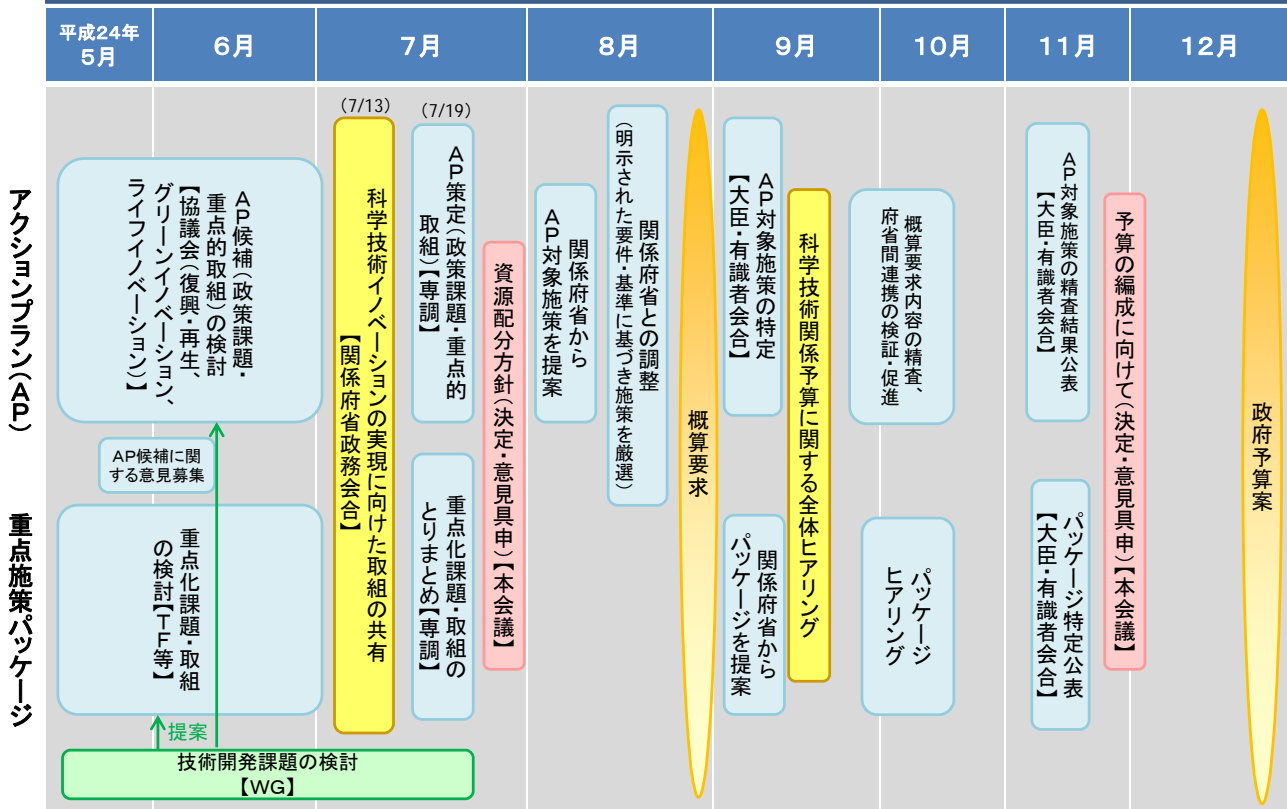 平成24年
5月
6月
7月
8月
9月
10月
11月
12月
アクションプラン(AP)
重点施策パッケージ
AP候補(政策課題・
重点的取組)の検討
【協議会(復興・再生、
グリーンイノベーション、
ライフイノベーション)】
AP候補に関
する意見募集
重点化課題・取組
の検討【TF等】
提案
技術開発課題の検討
【WG】
(7/13)
科学技術イノベーションの実現に向けた取組の共有
【関係府省政務会合】
(7/19)
AP策定(政策課題・重点的
取組)【専調】
重点化課題・取組の
とりまとめ【専調】
資源配分方針(決定・意見具申)【本会議】
関係府省から
AP対象施策を提案
関係府省との調整
(明示された要件・基準に基づき施策を厳選)
概算要求
AP対象施策の特定
【大臣・有識者会合】
関係府省から
パッケージを提案
科学技術関係予算に関する全体ヒアリング
概算要求内容の精査、
府省間連携の検証・促進
パッケージ
ヒアリング
AP対象施策の精査結果公表
【大臣・有識者会合】
パッケージ特定公表
【大臣・有識者会合】
予算の編成に向けて(決定・意見具申)【本会議】
政府予算案